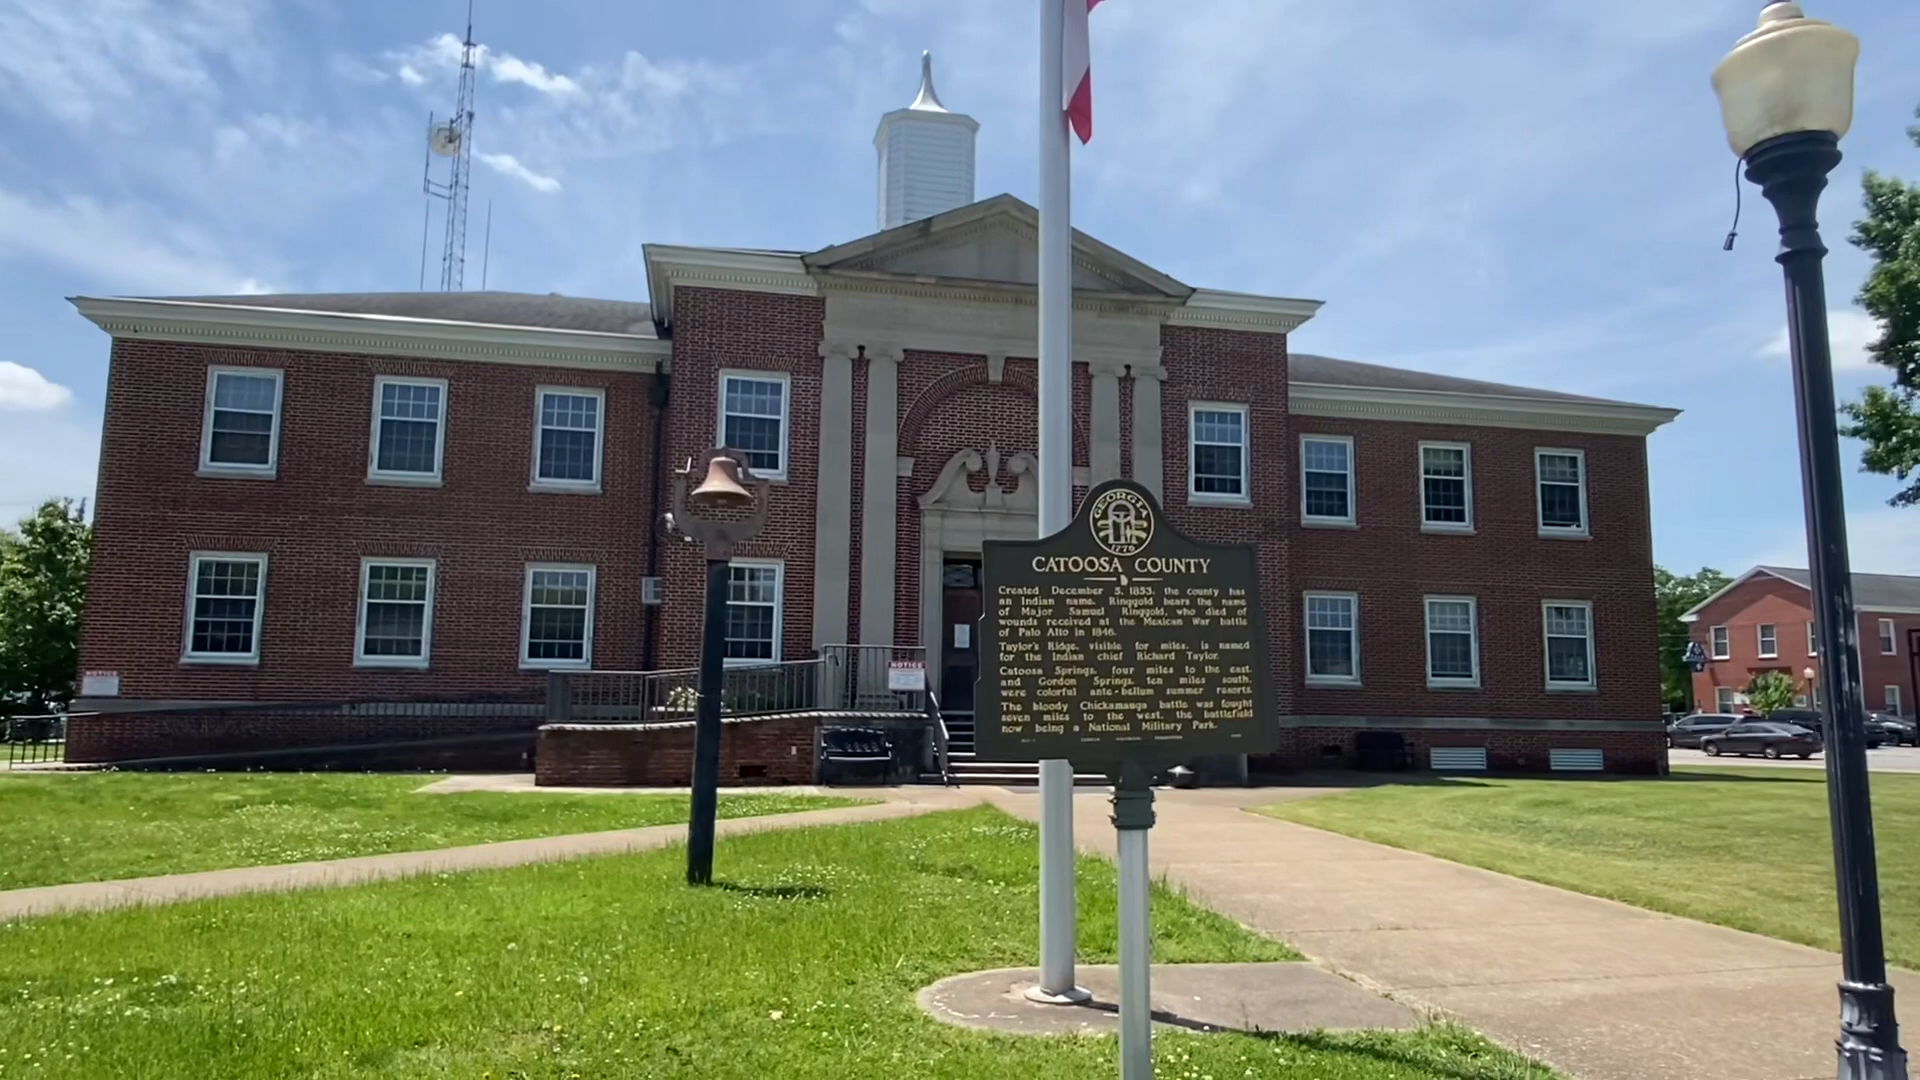 GEORGIA
1776
CATOOSA COUNTY
Created December 5, 1853, the county has
an Indian name. Ringgold bears the name
of Major Samuel Ringgold, who died of
wounds received at the Mexican War battle
of Palo Alto in 1846.
Taylor's Ridge, visible for miles, is named
for the Indian chief Richard Taylor.
Catoosa Springs, four miles to the east,
and Gordon Springs, ten miles south,
were colorful ante-bellum summer resorts.
The bloody Chickamauga battle was fought
seven miles to the west, the battlefield
now being a National Military Park.
NOTICE
NOTICE